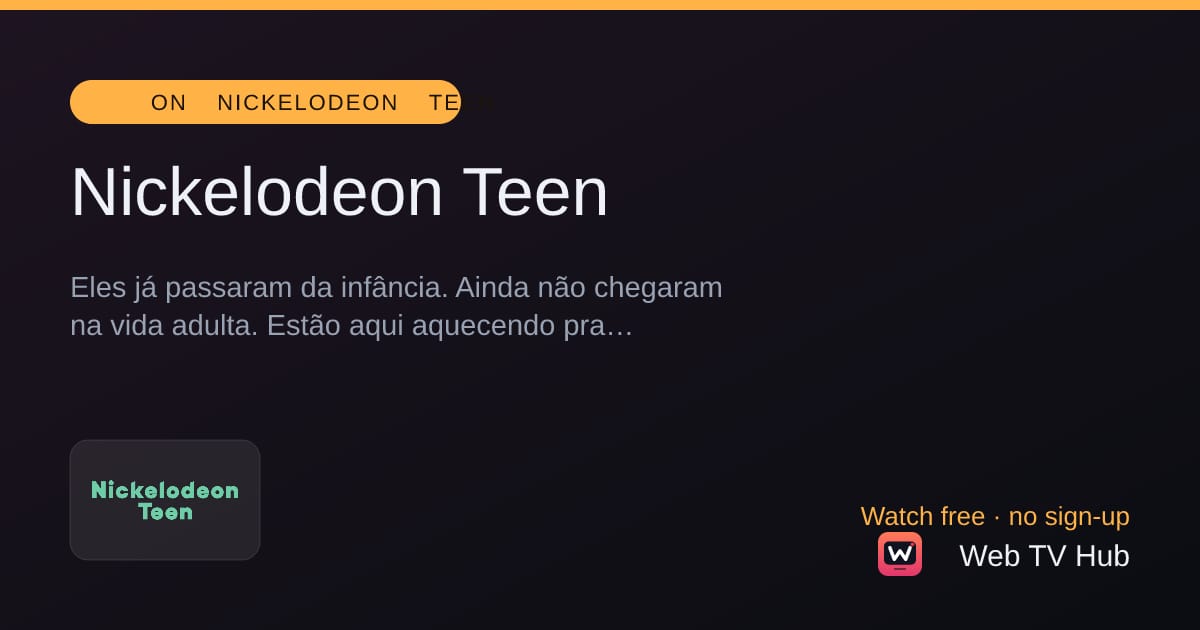 ON NICKELODEON TE
Nickelodeon Teen
Eles já passaram da infância. Ainda não chegaram
na vida adulta. Estão aqui aquecendo pra…
Nickelodeon
Teen
Watch free · no sign-up
W
Web TV Hub